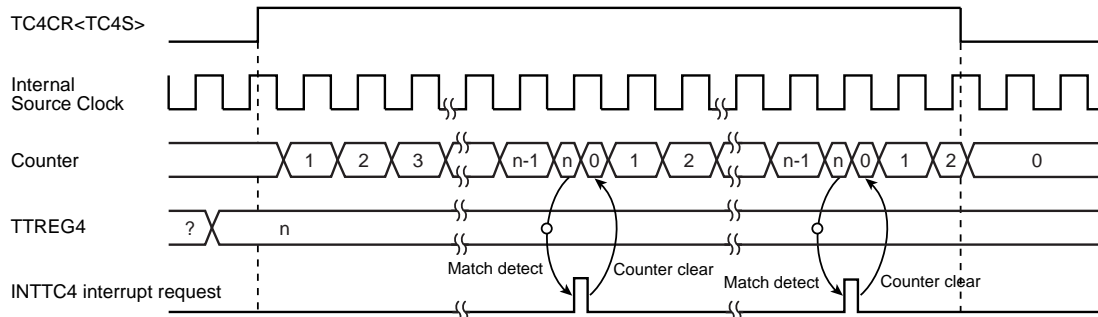 TC4CR<TC4S>
Internal
Source Clock
Counter 1 2 3 n-1 n 0 1 2 n-1 n 0 1 2 0
TTREG4 ? n
Match detect Counter clear Match detect Counter clear
INTTC4 interrupt request